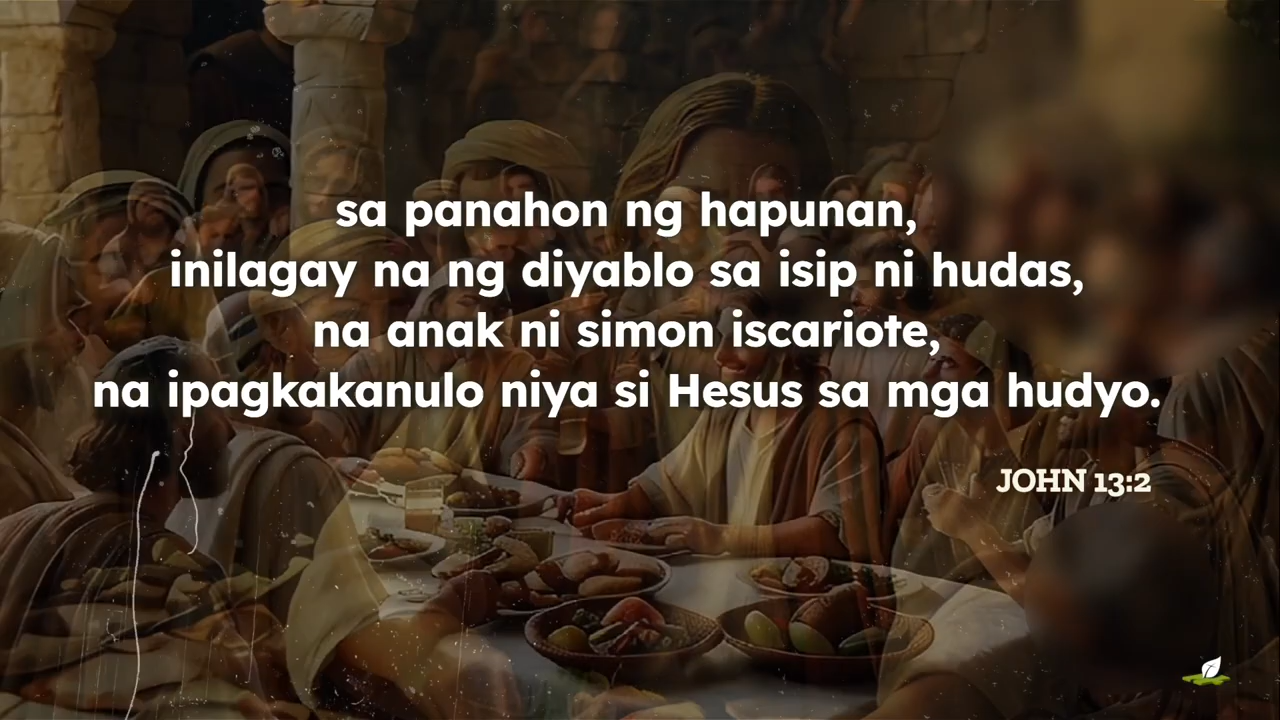 sa panahon ng hapunan,
inilagay na ng diyablo sa isip ni hudas,
na anak ni simon iscariote,
na ipagkakanulo niya si Hesus sa mga hudyo.
JOHN 13:2